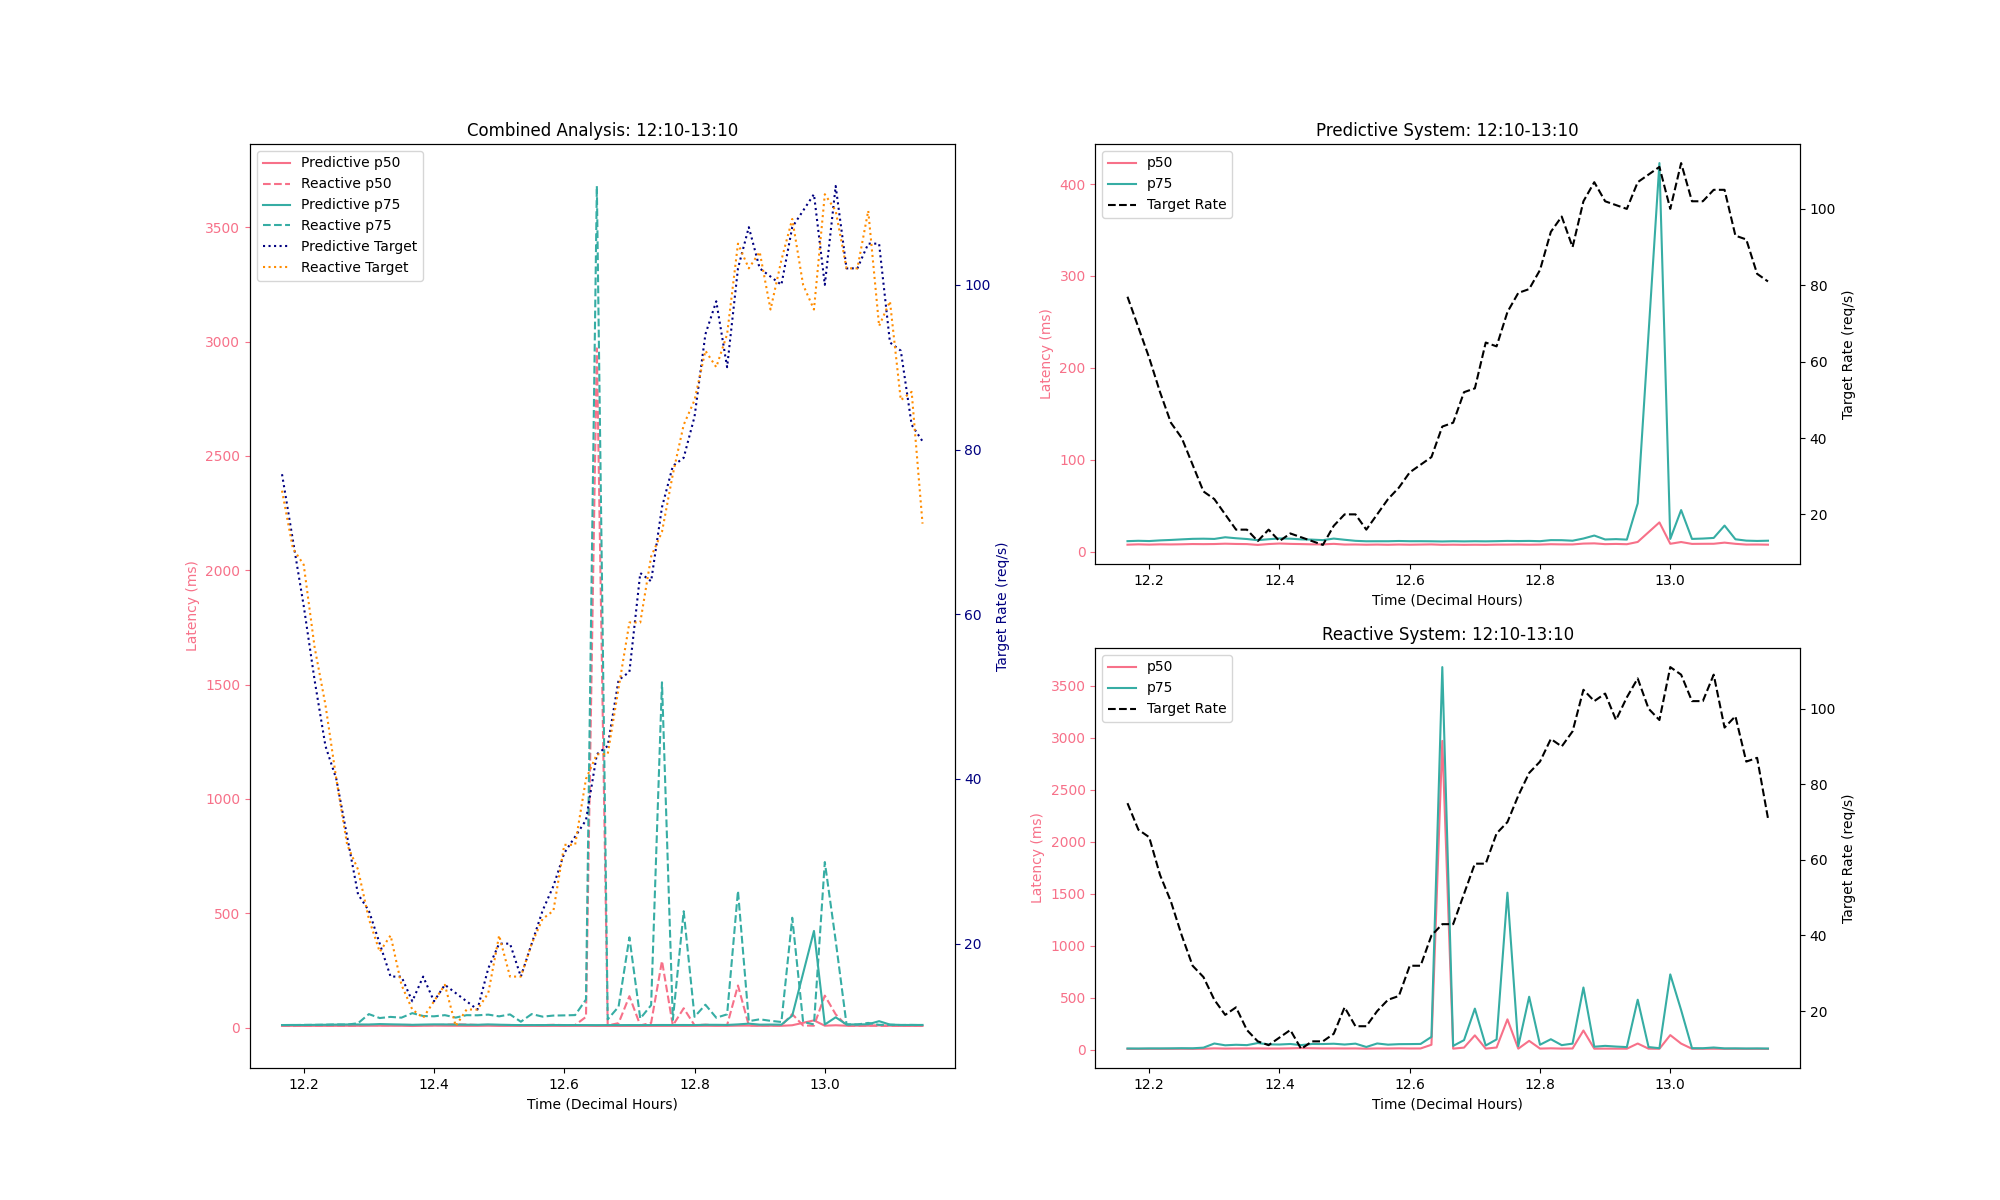 Combined Analysis: 12:10-13:10
Predictive p50
Reactive p50
Predictive p75
Reactive p75
Predictive Target
Reactive Target
3500
3000
2500
2000
1500
1000
500
0
Latency (ms)
100
80
60
40
20
Target Rate (req/s)
12.2 12.4 12.6 12.8 13.0
Time (Decimal Hours)
Predictive System: 12:10-13:10
p50
p75
Target Rate
400
300
200
100
0
Latency (ms)
100
80
60
40
20
Target Rate (req/s)
12.2 12.4 12.6 12.8 13.0
Time (Decimal Hours)
Reactive System: 12:10-13:10
p50
p75
Target Rate
3500
3000
2500
2000
1500
1000
500
0
Latency (ms)
100
80
60
40
20
Target Rate (req/s)
12.2 12.4 12.6 12.8 13.0
Time (Decimal Hours)